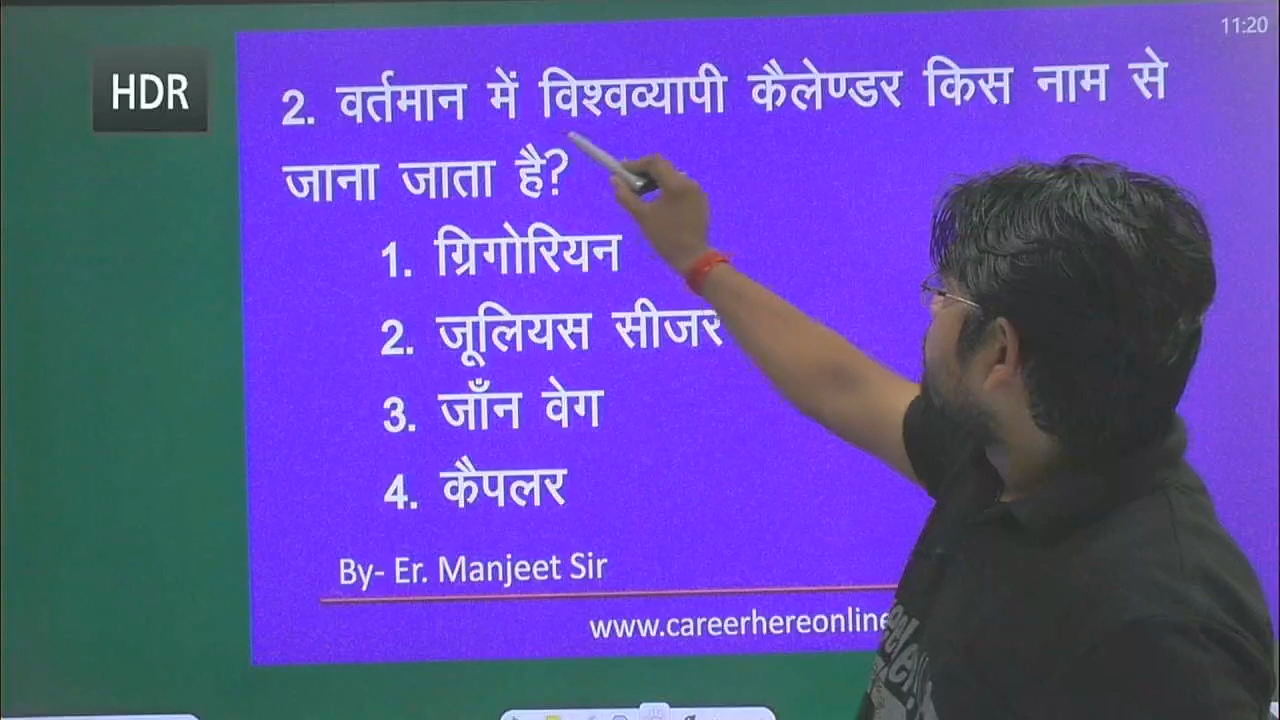 11:20
HDR
2. वर्तमान में विश्वव्यापी कैलेण्डर किस नाम से
जाना जाता है?
1. ग्रिगोरियन
2. जूलियस सीजर
3. जाँन वेग
4. कैपलर
By- Er. Manjeet Sir
www.careerhereonline